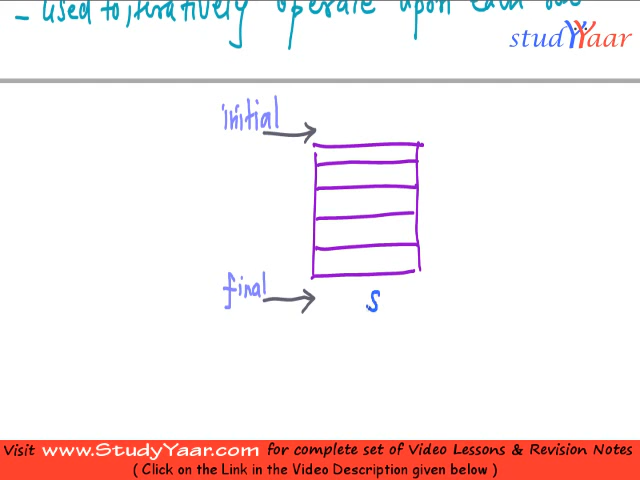 - used to iteratively operate upon each
studYYaar
initial
final
S
Visit www.StudyYaar.com for complete set of Video Lessons & Revision Notes
( Click on the Link in the Video Description given below )